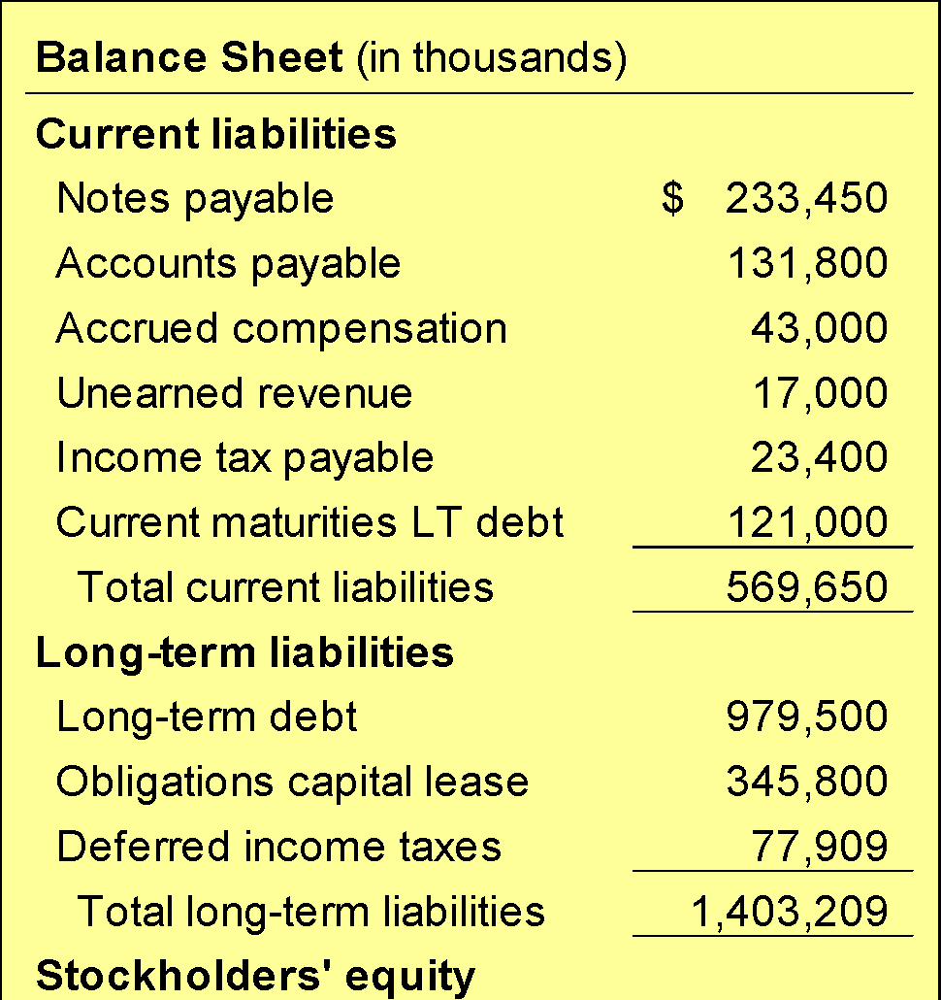 Balance Sheet (in thousands)
Current liabilities
Notes payable $ 233,450
Accounts payable 131,800
Accrued compensation 43,000
Unearned revenue 17,000
Income tax payable 23,400
Current maturities LT debt 121,000
Total current liabilities 569,650
Long-term liabilities
Long-term debt 979,500
Obligations capital lease 345,800
Deferred income taxes 77,909
Total long-term liabilities 1,403,209
Stockholders' equity